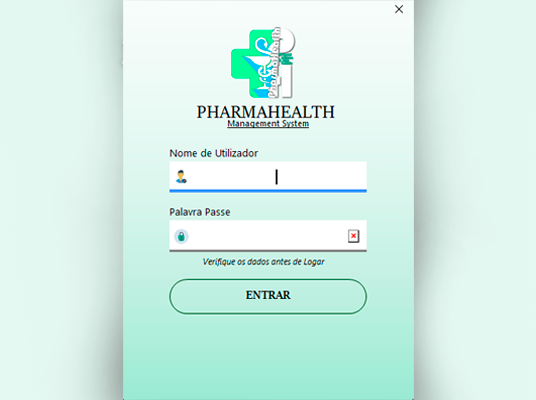 PharmaHealth
PHARMAHEALTH
Management System
Nome de Utilizador
Palavra Passe
Verifique os dados antes de Logar
ENTRAR